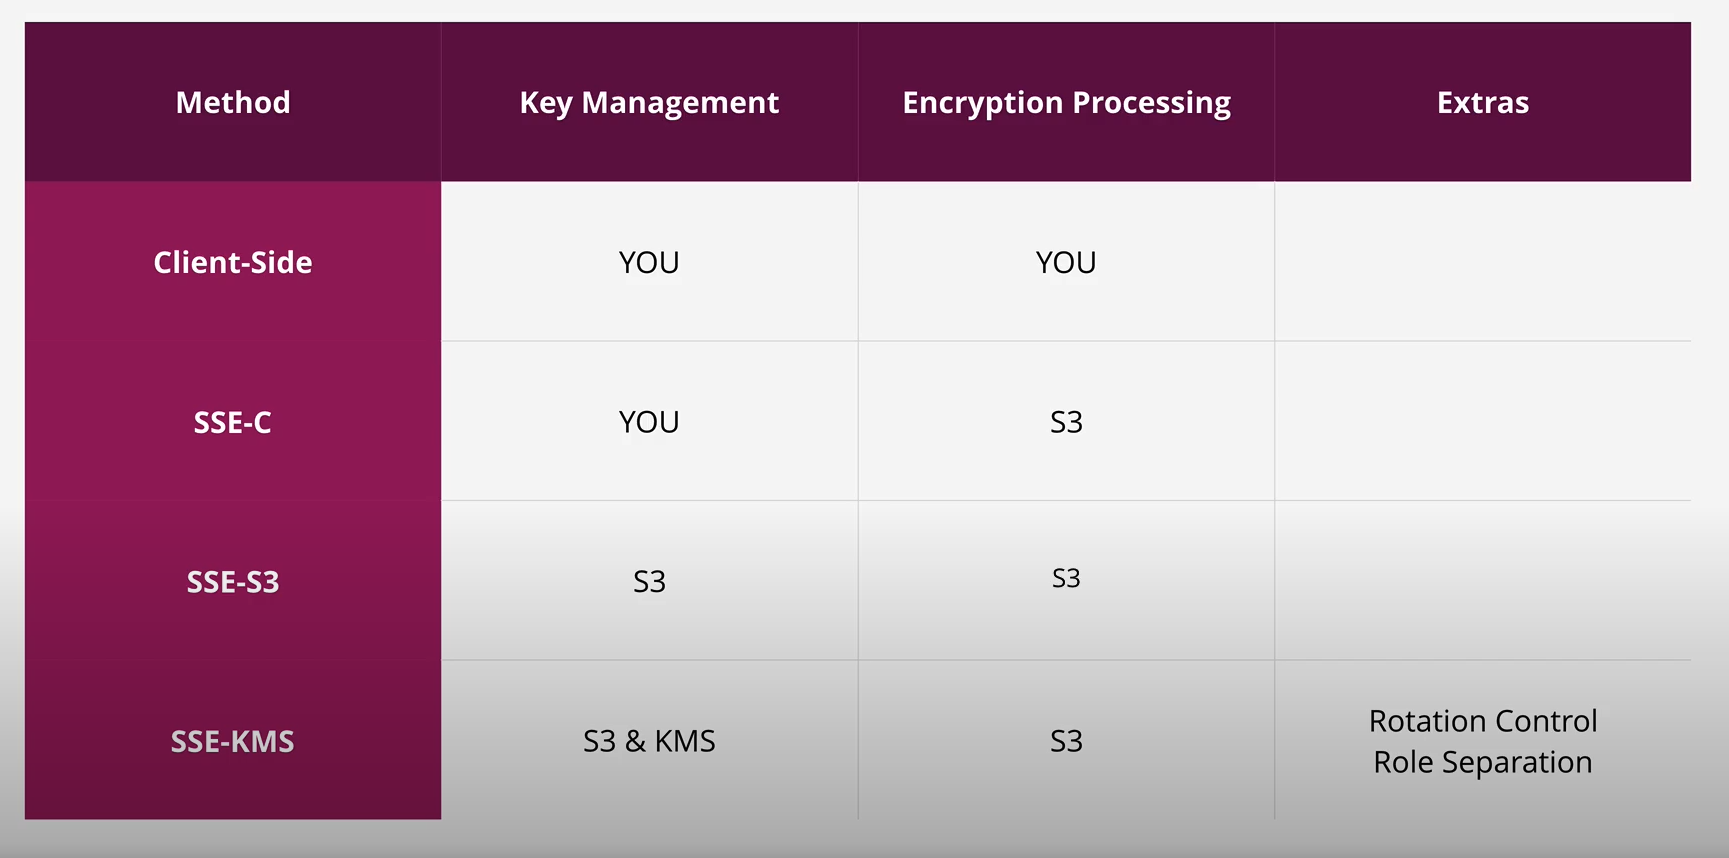 Method Key Management Encryption Processing Extras
Client-Side YOU YOU
SSE-C YOU S3
SSE-S3 S3 S3
SSE-KMS S3 & KMS S3 Rotation Control
Role Separation